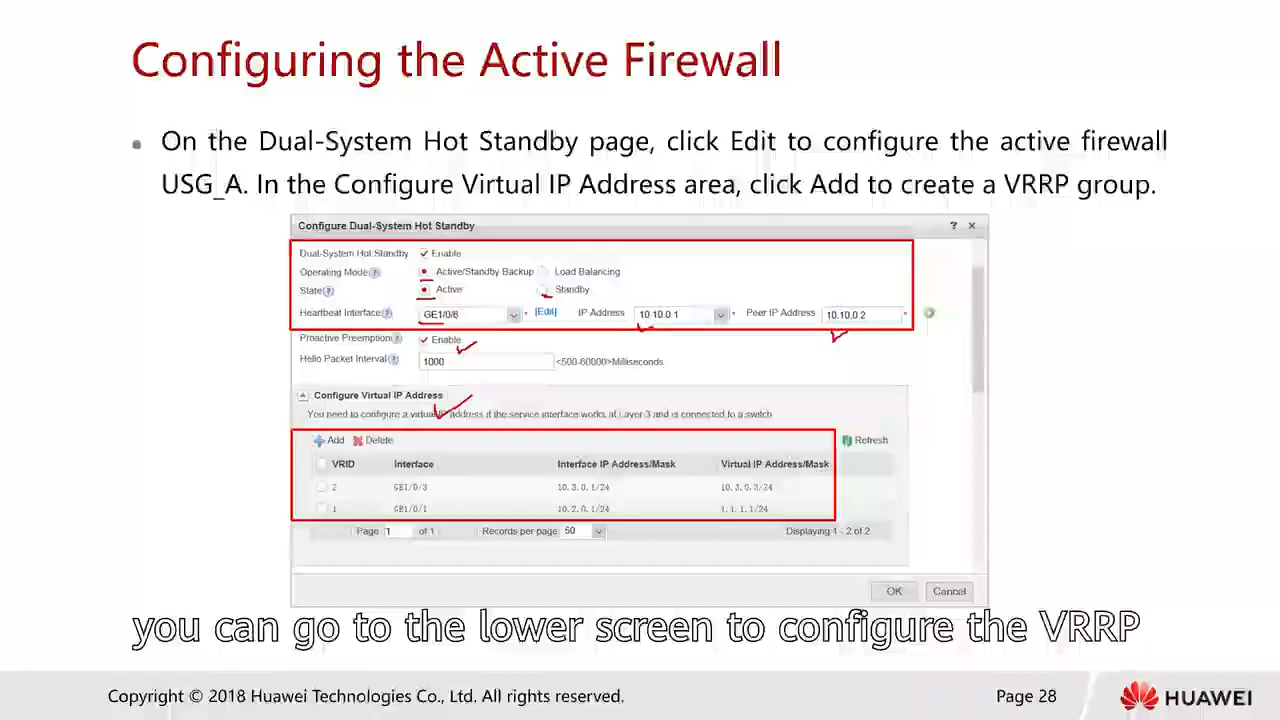 Configuring the Active Firewall
On the Dual-System Hot Standby page, click Edit to configure the active firewall
USG_A. In the Configure Virtual IP Address area, click Add to create a VRRP group.
Configure Dual-System Hot Standby ? ×
Dual-System Hot Standby Enable
Operating Mode ? Active/Standby Backup Load Balancing
State ? Active Standby
Heartbeat Interface ? GE1/0/6 * [Edit] IP Address 10.10.0.1 * Peer IP Address 10.10.0.2 *
Proactive Preemption ? Enable
Hello Packet Interval ? 1000 <500-60000>Milliseconds
Configure Virtual IP Address
You need to configure a virtual IP address if the service interface works at Layer 3 and is connected to a switch
Add Delete Refresh
VRID Interface Interface IP Address/Mask Virtual IP Address/Mask
2 GE1/0/3 10.3.0.1/24 10.3.0.3/24
1 GE1/0/1 10.2.0.1/24 1.1.1.1/24
Page 1 of 1 Records per page 50 Displaying 1 - 2 of 2
OK Cancel
you can go to the lower screen to configure the VRRP
Copyright © 2018 Huawei Technologies Co., Ltd. All rights reserved. Page 28 HUAWEI